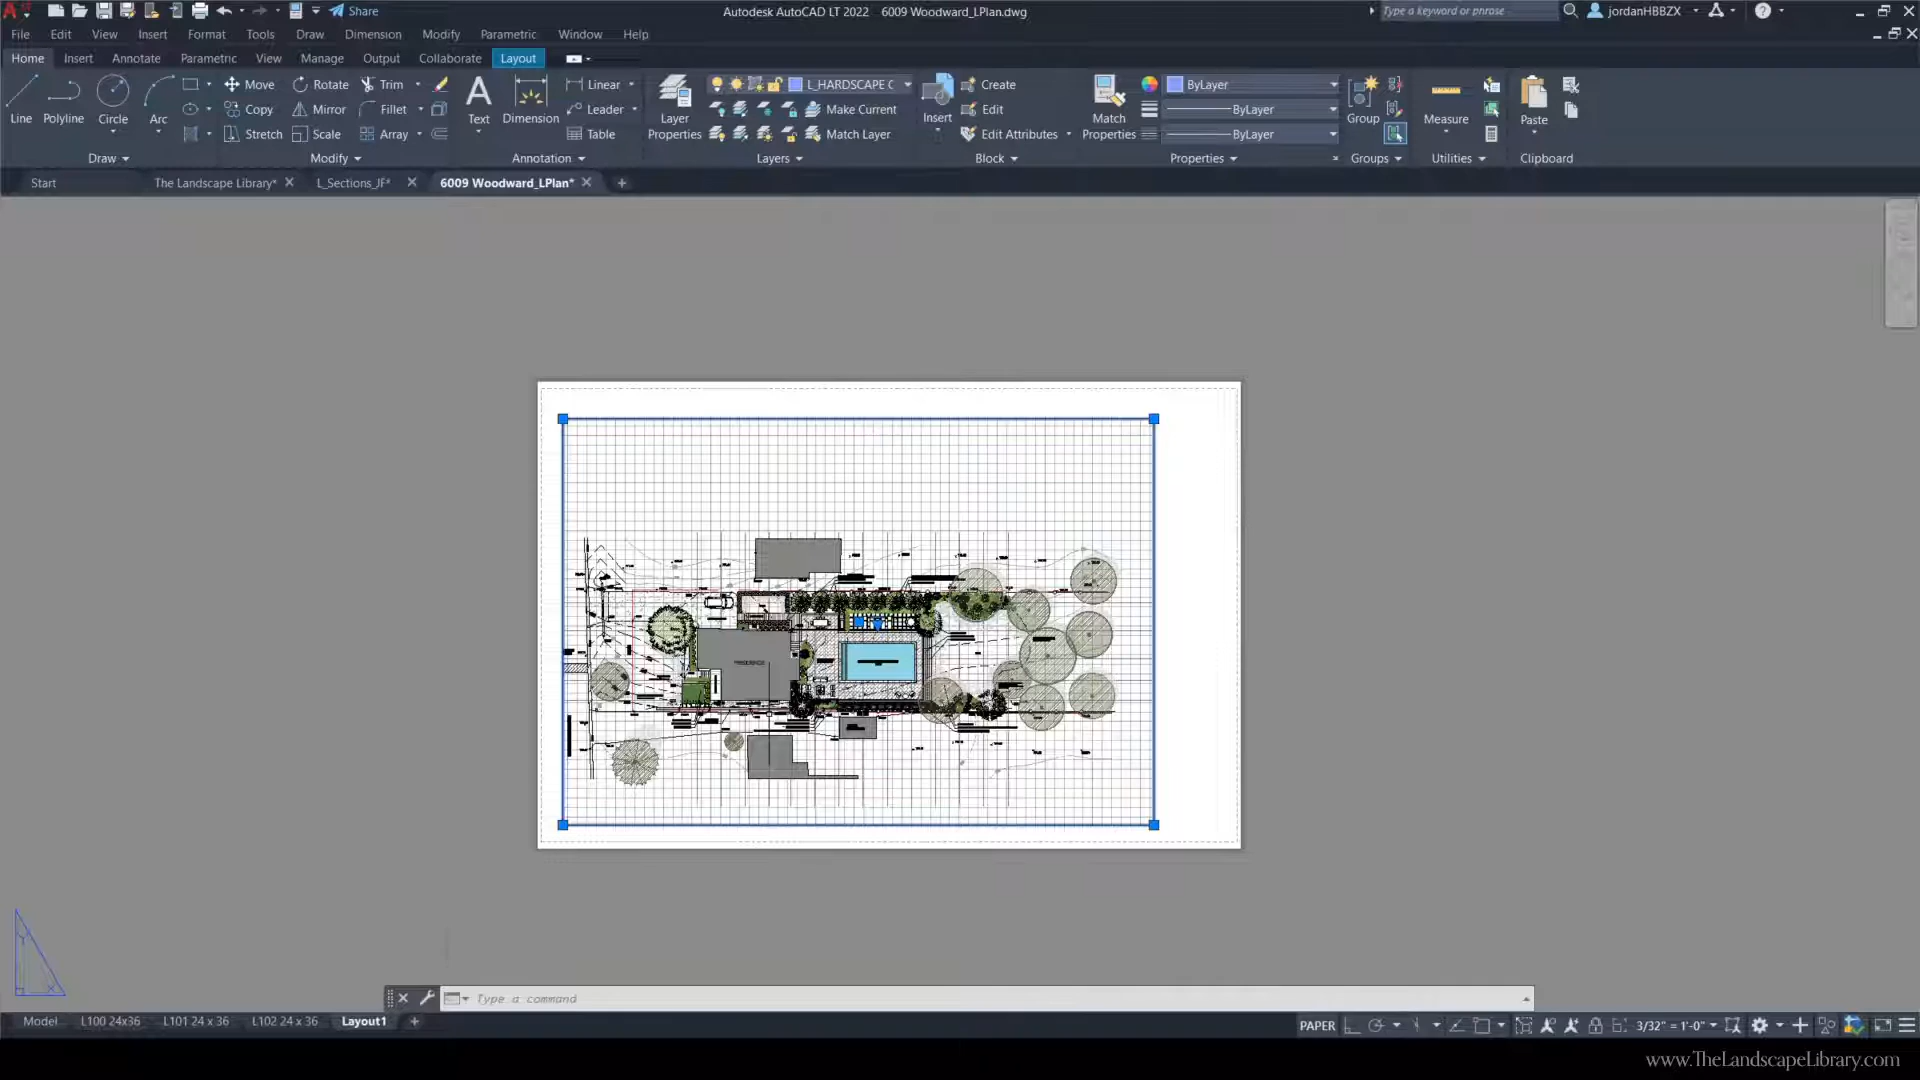 Share
Autodesk AutoCAD LT 2022 6009 Woodward_LPlan.dwg
Type a keyword or phrase
jordanHBBZX
File Edit View Insert Format Tools Draw Dimension Modify Parametric Window Help
Home Insert Annotate Parametric View Manage Output Collaborate Layout
Move Rotate Trim Linear L_HARDSCAPE C Create ByLayer
Line Polyline Circle Arc Copy Mirror Fillet Text Dimension Leader Layer Properties Make Current Insert Edit Match Properties ByLayer Group Measure Paste
Stretch Scale Array Table Match Layer Edit Attributes ByLayer
Draw Modify Annotation Layers Block Properties Groups Utilities Clipboard
Start The Landscape Library* L_Sections_JF* 6009 Woodward_LPlan*
Type a command
Model L100 24x36 L101 24 x 36 L102 24 x 36 Layout1
PAPER 3/32" = 1'-0"
www.TheLandscapeLibrary.com